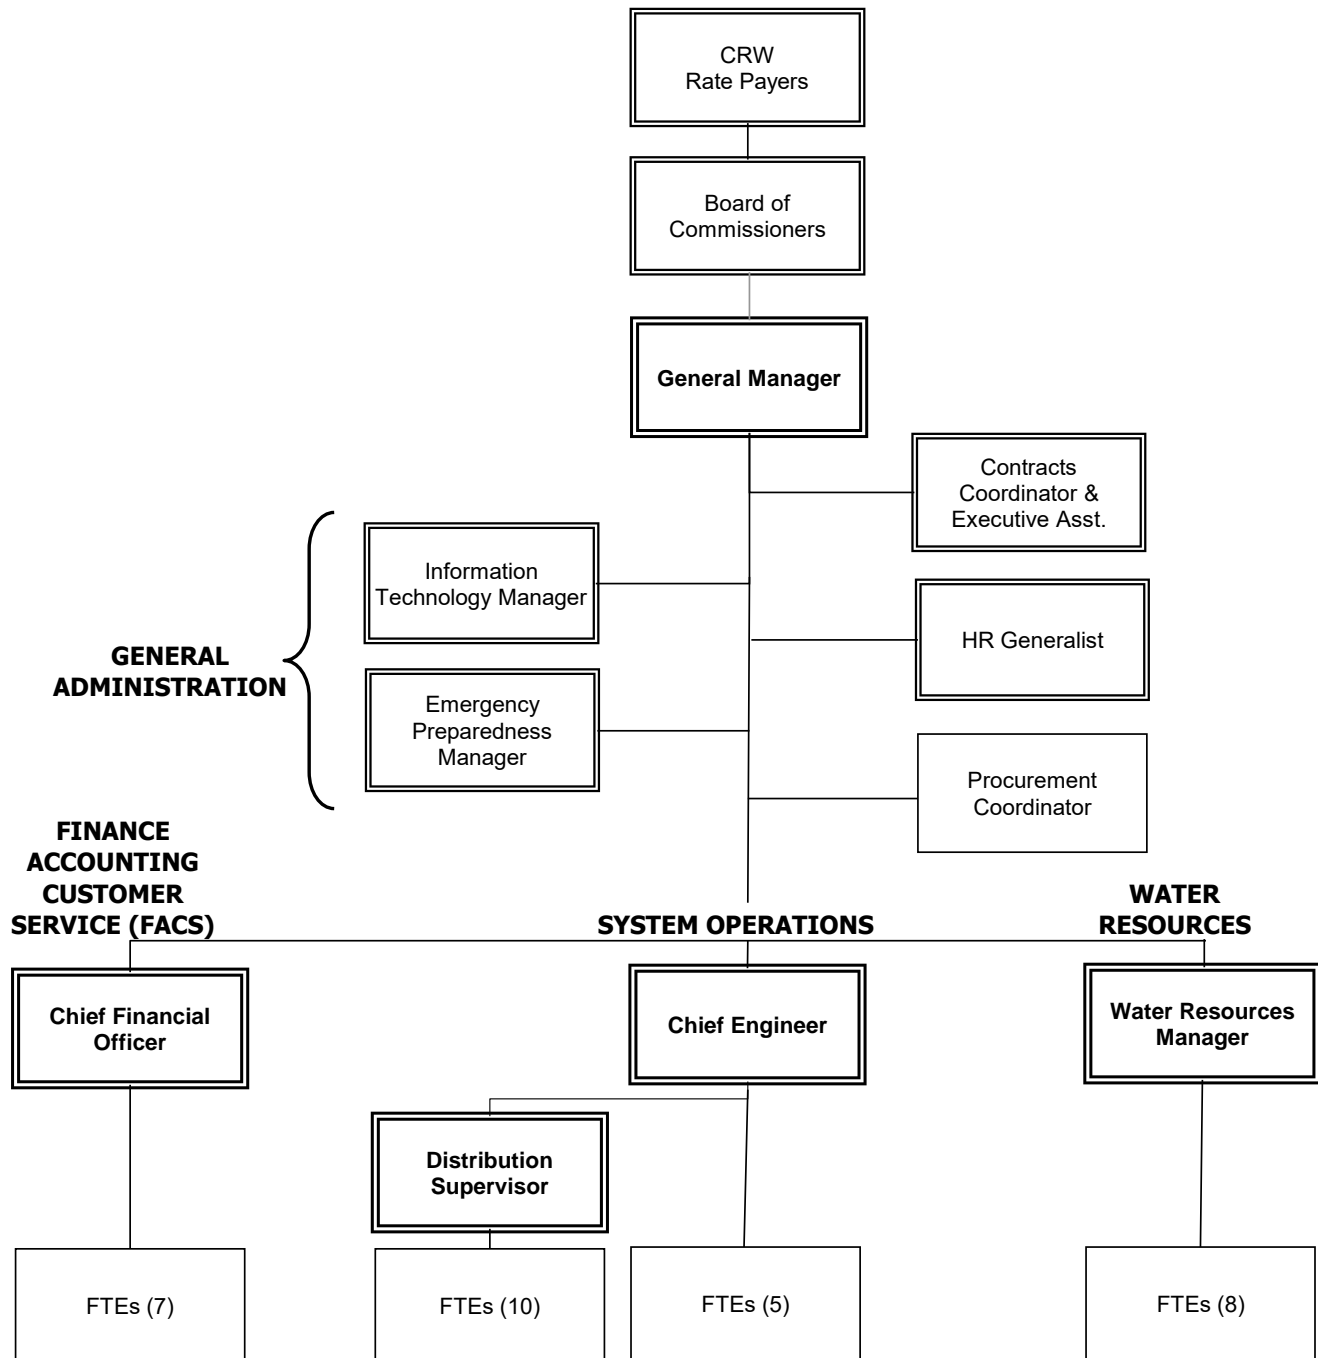 CRW
Rate Payers
Board of
Commissioners
General Manager
Contracts
Coordinator &
Executive Asst.
Information
Technology Manager
HR Generalist
GENERAL
ADMINISTRATION
Emergency
Preparedness
Manager
Procurement
Coordinator
FINANCE
ACCOUNTING
CUSTOMER
SERVICE (FACS)
SYSTEM OPERATIONS
WATER
RESOURCES
Chief Financial
Officer
Chief Engineer
Water Resources
Manager
Distribution
Supervisor
FTEs (7)
FTEs (10)
FTEs (5)
FTEs (8)